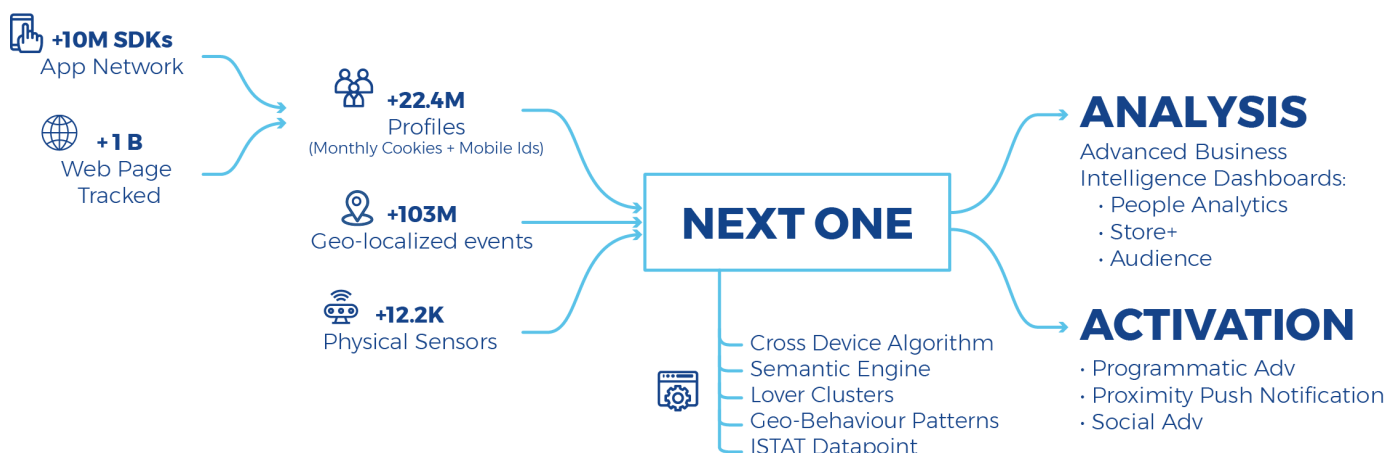 +10M SDKs
App Network
+1 B
Web Page
Tracked
+22.4M
Profiles
(Monthly Cookies + Mobile Ids)
+103M
Geo-localized events
+12.2K
Physical Sensors
NEXT ONE
Cross Device Algorithm
Semantic Engine
Lover Clusters
Geo-Behaviour Patterns
ISTAT Datapoint
ANALYSIS
Advanced Business
Intelligence Dashboards:
· People Analytics
· Store+
· Audience
ACTIVATION
· Programmatic Adv
· Proximity Push Notification
· Social Adv